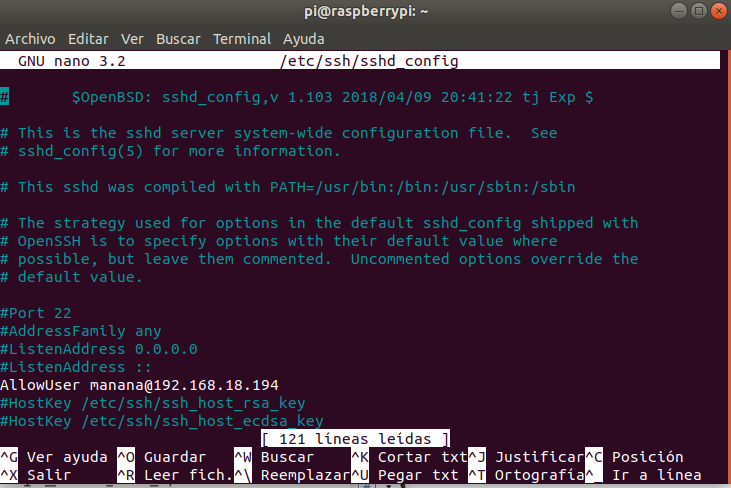 pi@raspberrypi: ~
Archivo Editar Ver Buscar Terminal Ayuda
GNU nano 3.2 /etc/ssh/sshd_config
# $OpenBSD: sshd_config,v 1.103 2018/04/09 20:41:22 tj Exp $
# This is the sshd server system-wide configuration file. See
# sshd_config(5) for more information.
# This sshd was compiled with PATH=/usr/bin:/bin:/usr/sbin:/sbin
# The strategy used for options in the default sshd_config shipped with
# OpenSSH is to specify options with their default value where
# possible, but leave them commented. Uncommented options override the
# default value.
#Port 22
#AddressFamily any
#ListenAddress 0.0.0.0
#ListenAddress ::
AllowUser manana@192.168.18.194
#HostKey /etc/ssh/ssh_host_rsa_key
#HostKey /etc/ssh/ssh_host_ecdsa_key
[ 121 líneas leídas ]
^G Ver ayuda ^O Guardar ^W Buscar ^K Cortar txt ^J Justificar ^C Posición
^X Salir ^R Leer fich. ^\ Reemplazar ^U Pegar txt ^T Ortografía ^_ Ir a línea